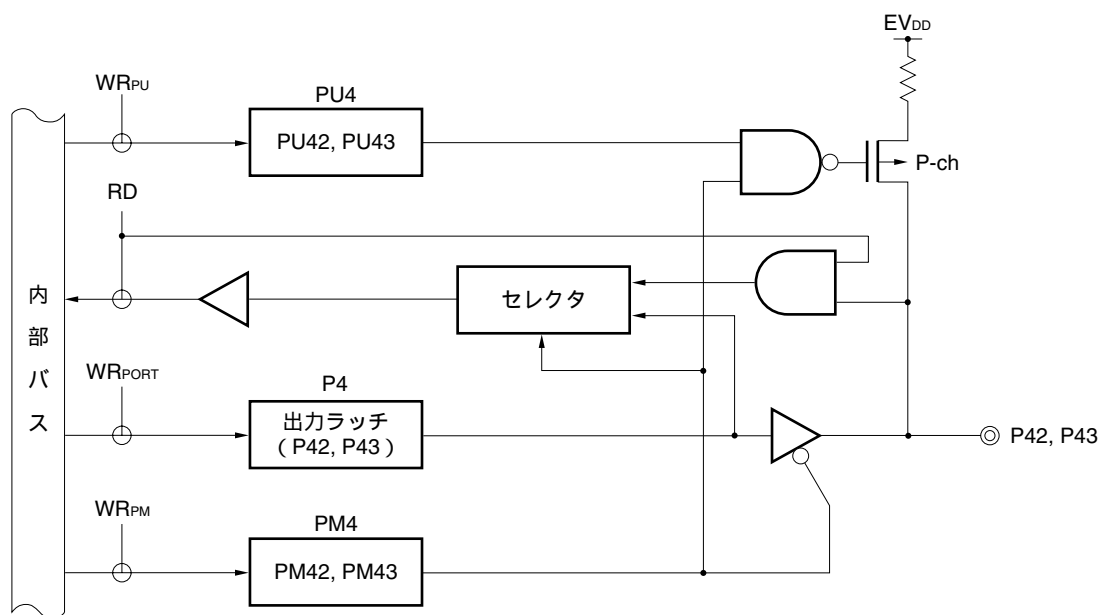 EVDD
WRPU
PU4
PU42, PU43
P-ch
RD
内部バス
セレクタ
WRPORT
P4
出力ラッチ
（P42, P43）
P42, P43
WRPM
PM4
PM42, PM43